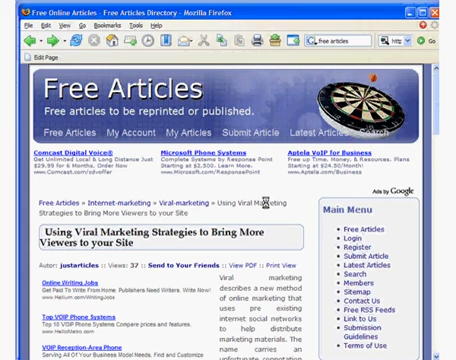 Free Online Articles - Free Articles Directory - Mozilla Firefox
File Edit View Go Bookmarks Tools Help
free articles
http
Go
Edit Page
Free Articles
Free articles to be reprinted or published.
Free Articles My Account My Articles Submit Article Latest Articles Search
Comcast Digital Voice®
Get Unlimited Local & Long Distance Just
$29.99 for 6 Months. Order Now
www.Comcast.com/sdvoffer
Microsoft Phone Systems
Complete Systems by Response Point
Starting at $2,500. Learn More.
www.Microsoft.com/ResponsePoint
Aptela VoIP for Business
Free up Time, Money, & Resources. Plans
Starting at $24.50/Month!
www.Aptela.com/Business
Ads by Google
Free Articles » Internet-marketing » Viral-marketing » Using Viral Marketing
Strategies to Bring More Viewers to your Site
Using Viral Marketing Strategies to Bring More
Viewers to your Site
Autor: justarticles :: Views: 37 :: Send to Your Friends :: View PDF :: Print View
Online Writing Jobs
Get Paid To Write From Home. Publishers Need Writers. Write Now!
www.Helium.com/WritingJobs
Top VOIP Phone Systems
Top 10 VOIP Phone Systems Compare prices and features.
VOIP Reception-Area Phone
Serving All Of Your Business Model Needs. Find and Customize
Viral marketing
describes a new method
of online marketing that
uses pre existing
internet social networks
to help distribute
marketing materials. The
name carries an
unfortunate connotation
Main Menu
Free Articles
Login
Register
Submit Article
Latest Articles
Search
Members
Sitemap
Contact Us
Free RSS Feeds
Link to Us
Submission
Guidelines
Terms of Use